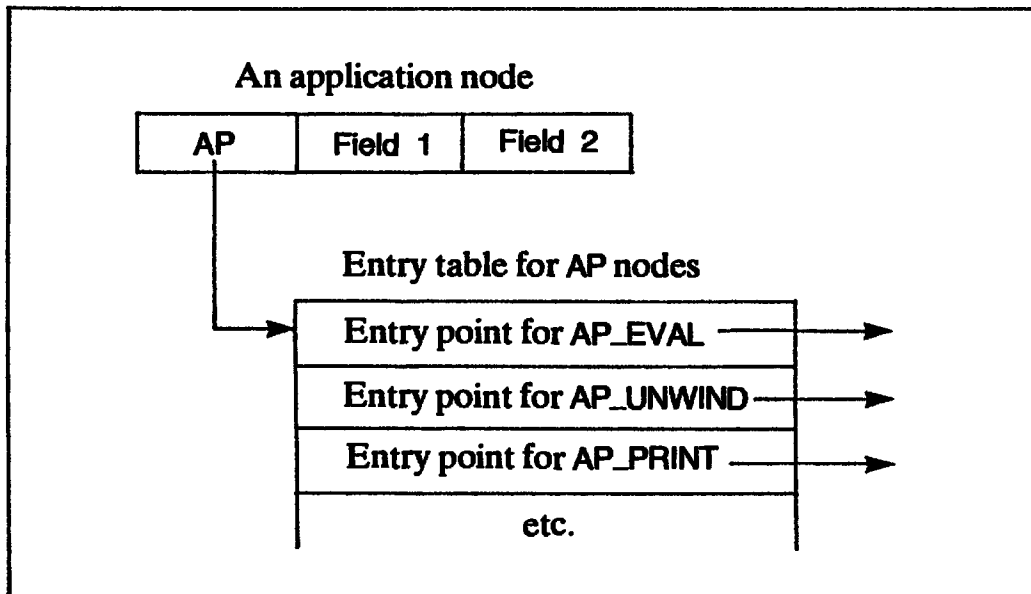 An application node
AP Field 1 Field 2
Entry table for AP nodes
Entry point for AP_EVAL
Entry point for AP_UNWIND
Entry point for AP_PRINT
etc.